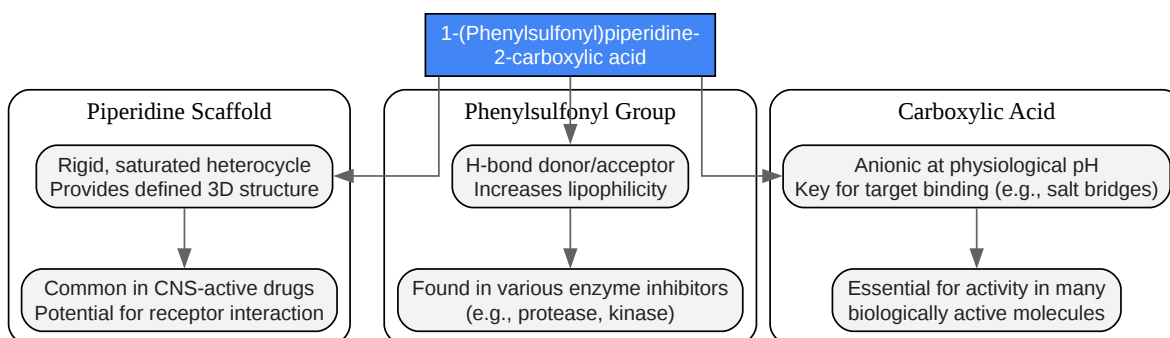 1-(Phenylsulfonyl)piperidine-
2-carboxylic acid
Piperidine Scaffold
Rigid, saturated heterocycle
Provides defined 3D structure
Common in CNS-active drugs
Potential for receptor interaction
Phenylsulfonyl Group
H-bond donor/acceptor
Increases lipophilicity
Found in various enzyme inhibitors
(e.g., protease, kinase)
Carboxylic Acid
Anionic at physiological pH
Key for target binding (e.g., salt bridges)
Essential for activity in many
biologically active molecules